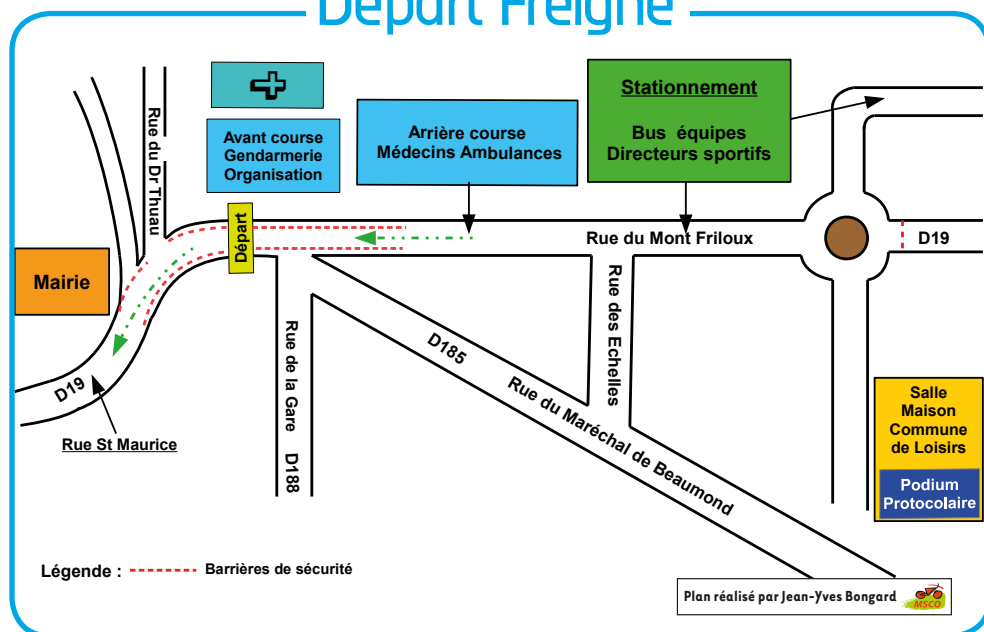 Départ Freigné
Rue du Dr Thuau
Avant course
Gendarmerie
Organisation
Arrière course
Médecins Ambulances
Stationnement
Bus équipes
Directeurs sportifs
Départ
Rue du Mont Friloux
D19
Mairie
D19
Rue St Maurice
Rue de la Gare D188
D185
Rue du Maréchal de Beaumond
Rue des Echelles
Salle
Maison
Commune
de Loisirs
Podium
Protocolaire
Légende : Barrières de sécurité
Plan réalisé par Jean-Yves Bongard
MSCO